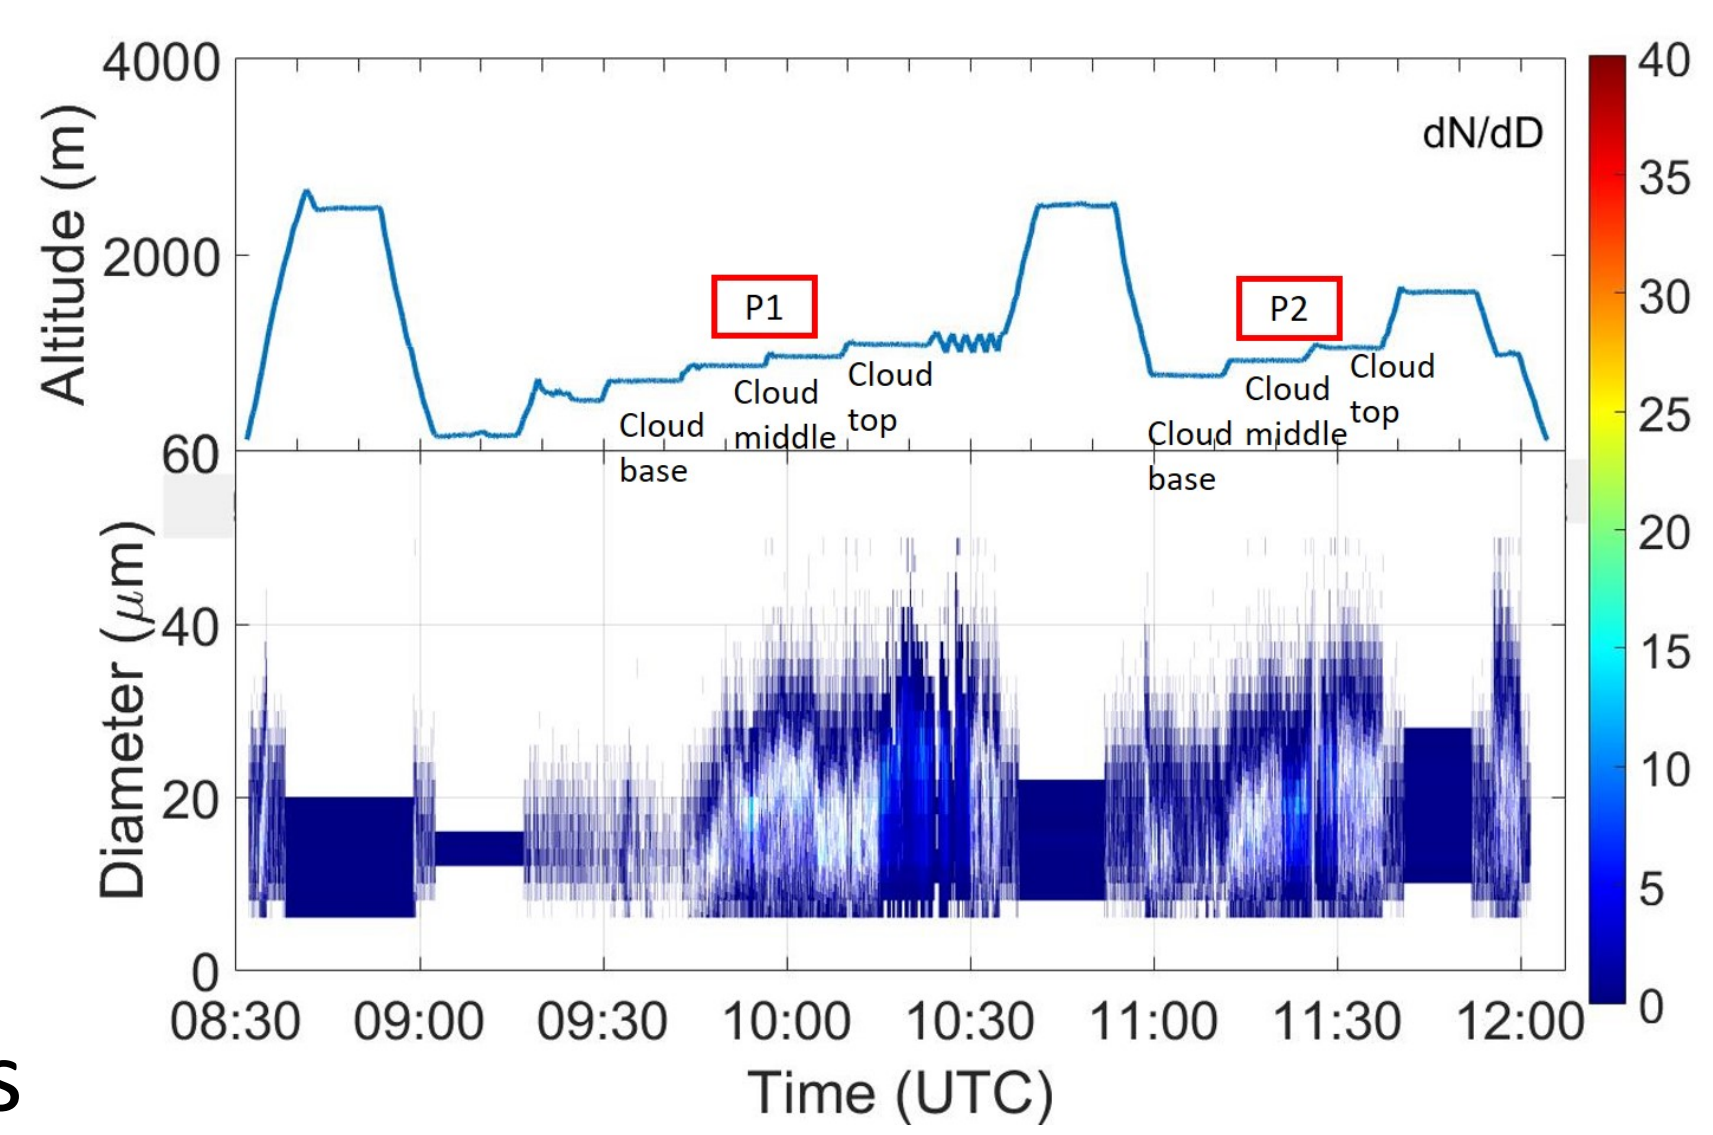 4000
2000
Altitude (m)
dN/dD
P1
P2
Cloud
base
Cloud
middle
Cloud
top
Cloud
base
Cloud
middle
Cloud
top
60
40
20
0
Diameter (μm)
08:30 09:00 09:30 10:00 10:30 11:00 11:30 12:00
Time (UTC)
40
35
30
25
20
15
10
5
0
s